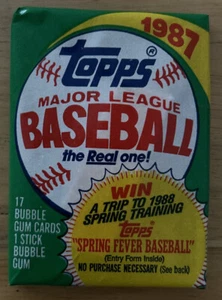 1987
TOPPS®
MAJOR LEAGUE
BASEBALL
the Real one!
17
BUBBLE
GUM CARDS
1 STICK
BUBBLE
GUM
WIN
A TRIP TO 1988
SPRING TRAINING
Topps
"SPRING FEVER BASEBALL"
(Entry Form Inside)
NO PURCHASE NECESSARY (See back)